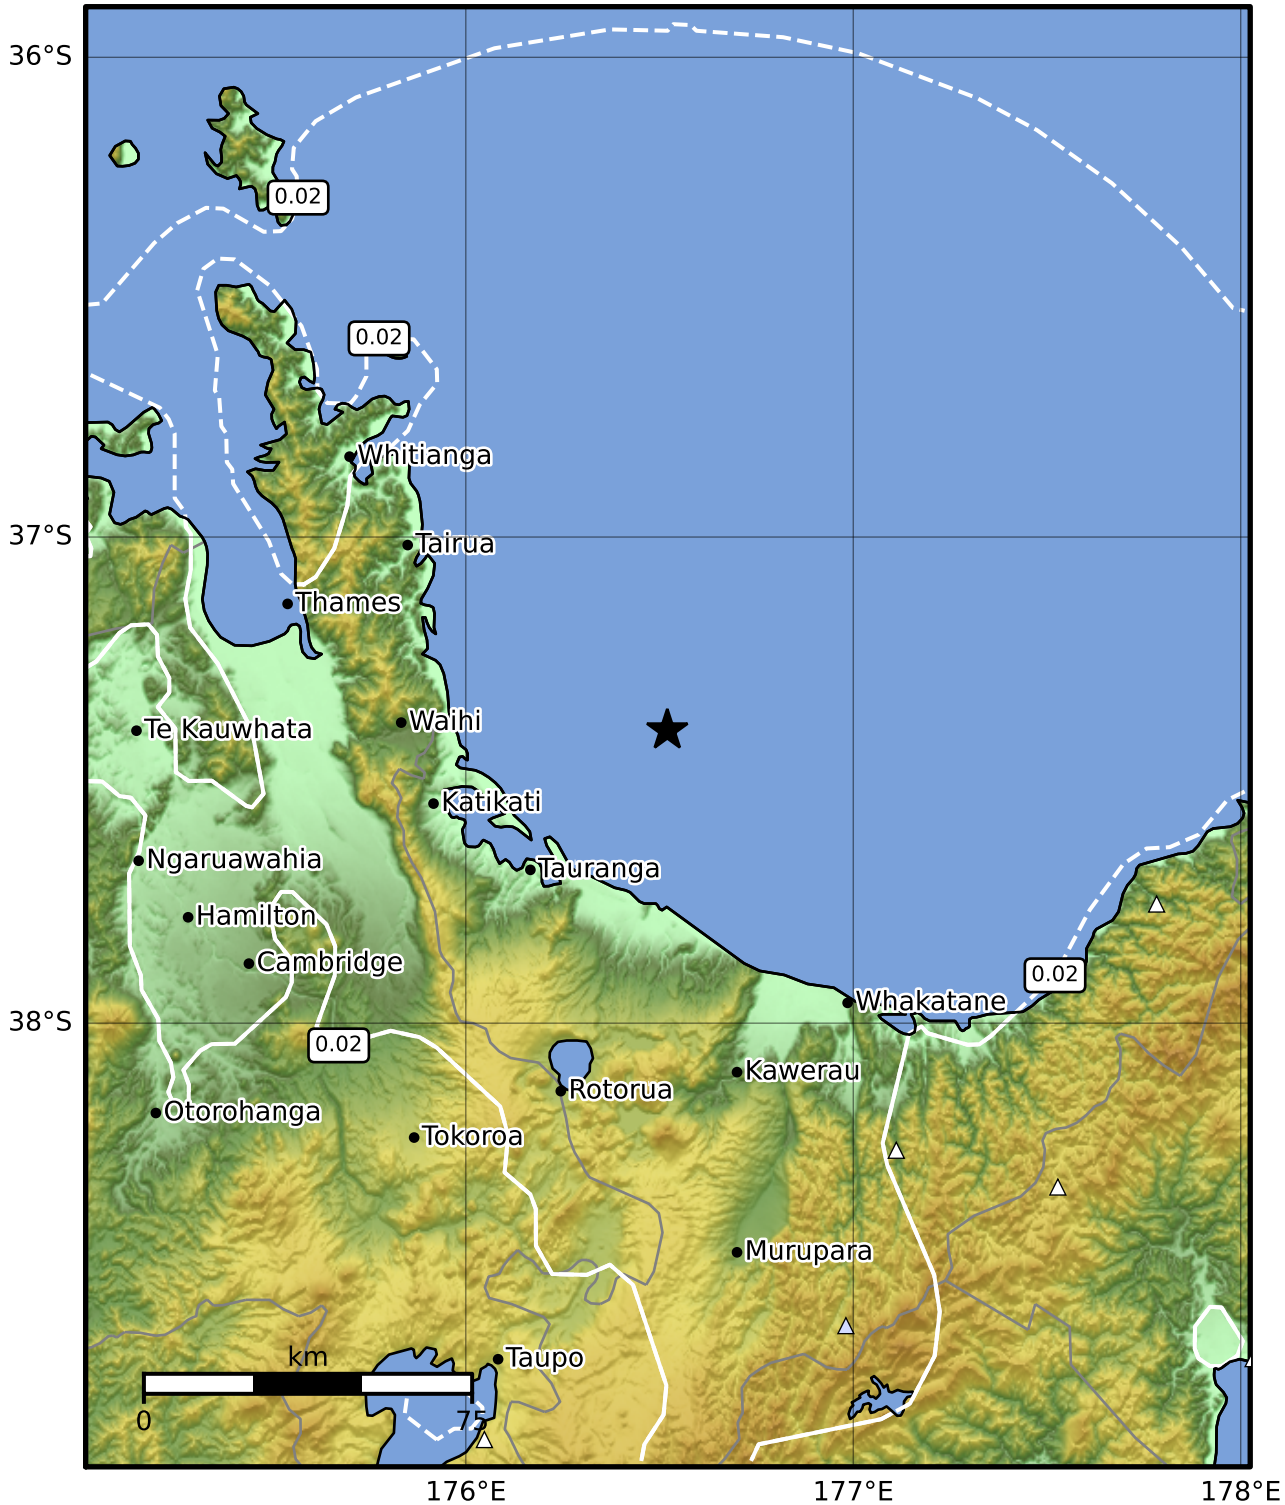 36°S
0.02
0.02
Whitianga
37°S
Tairua
Thames
Waihi
Te Kauwhata
Katikati
Ngaruawahia
Tauranga
Hamilton
Cambridge
0.02
Whakatane
38°S
0.02
Kawerau
Rotorua
Otorohanga
Tokoroa
Murupara
km
Taupo
0
75
176°E
177°E
178°E